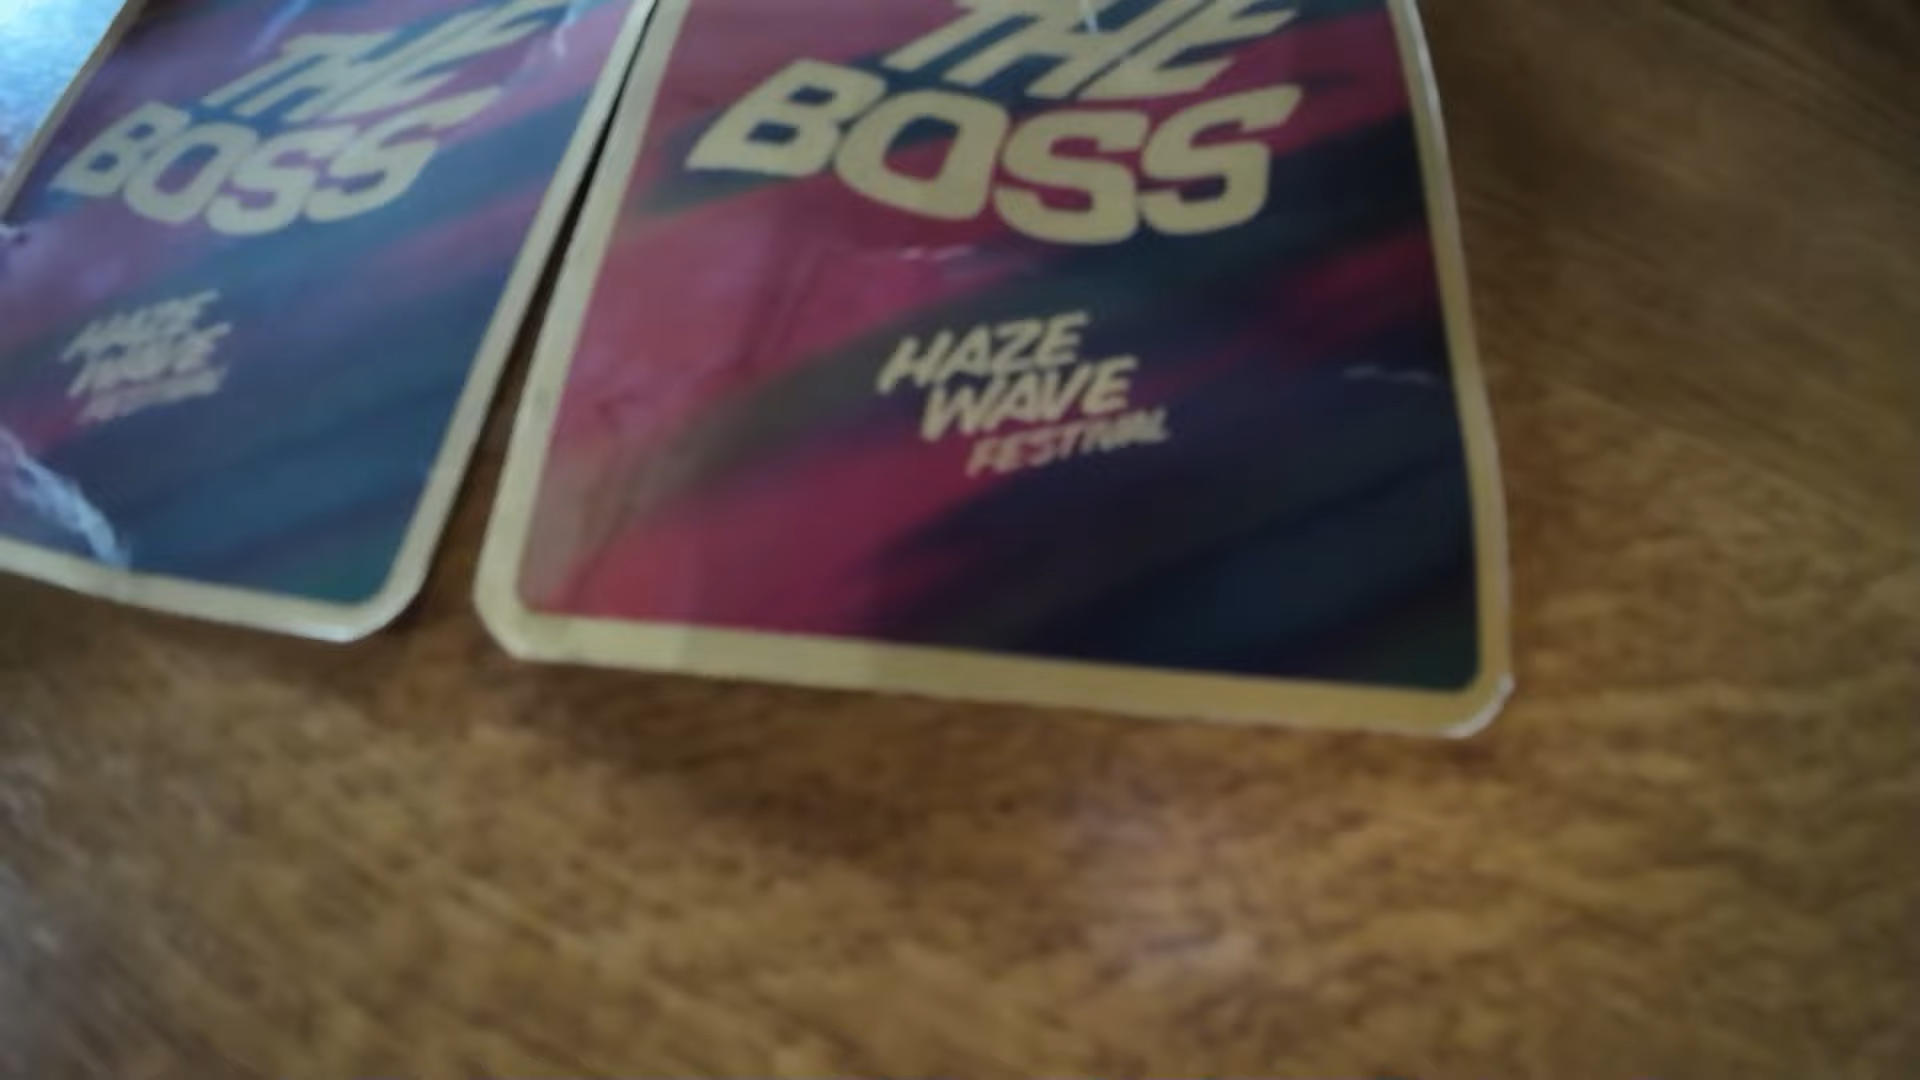 THE
BOSS
HAZE
WAVE
FESTIVAL
THE
BOSS
HAZE
WAVE
FESTIVAL